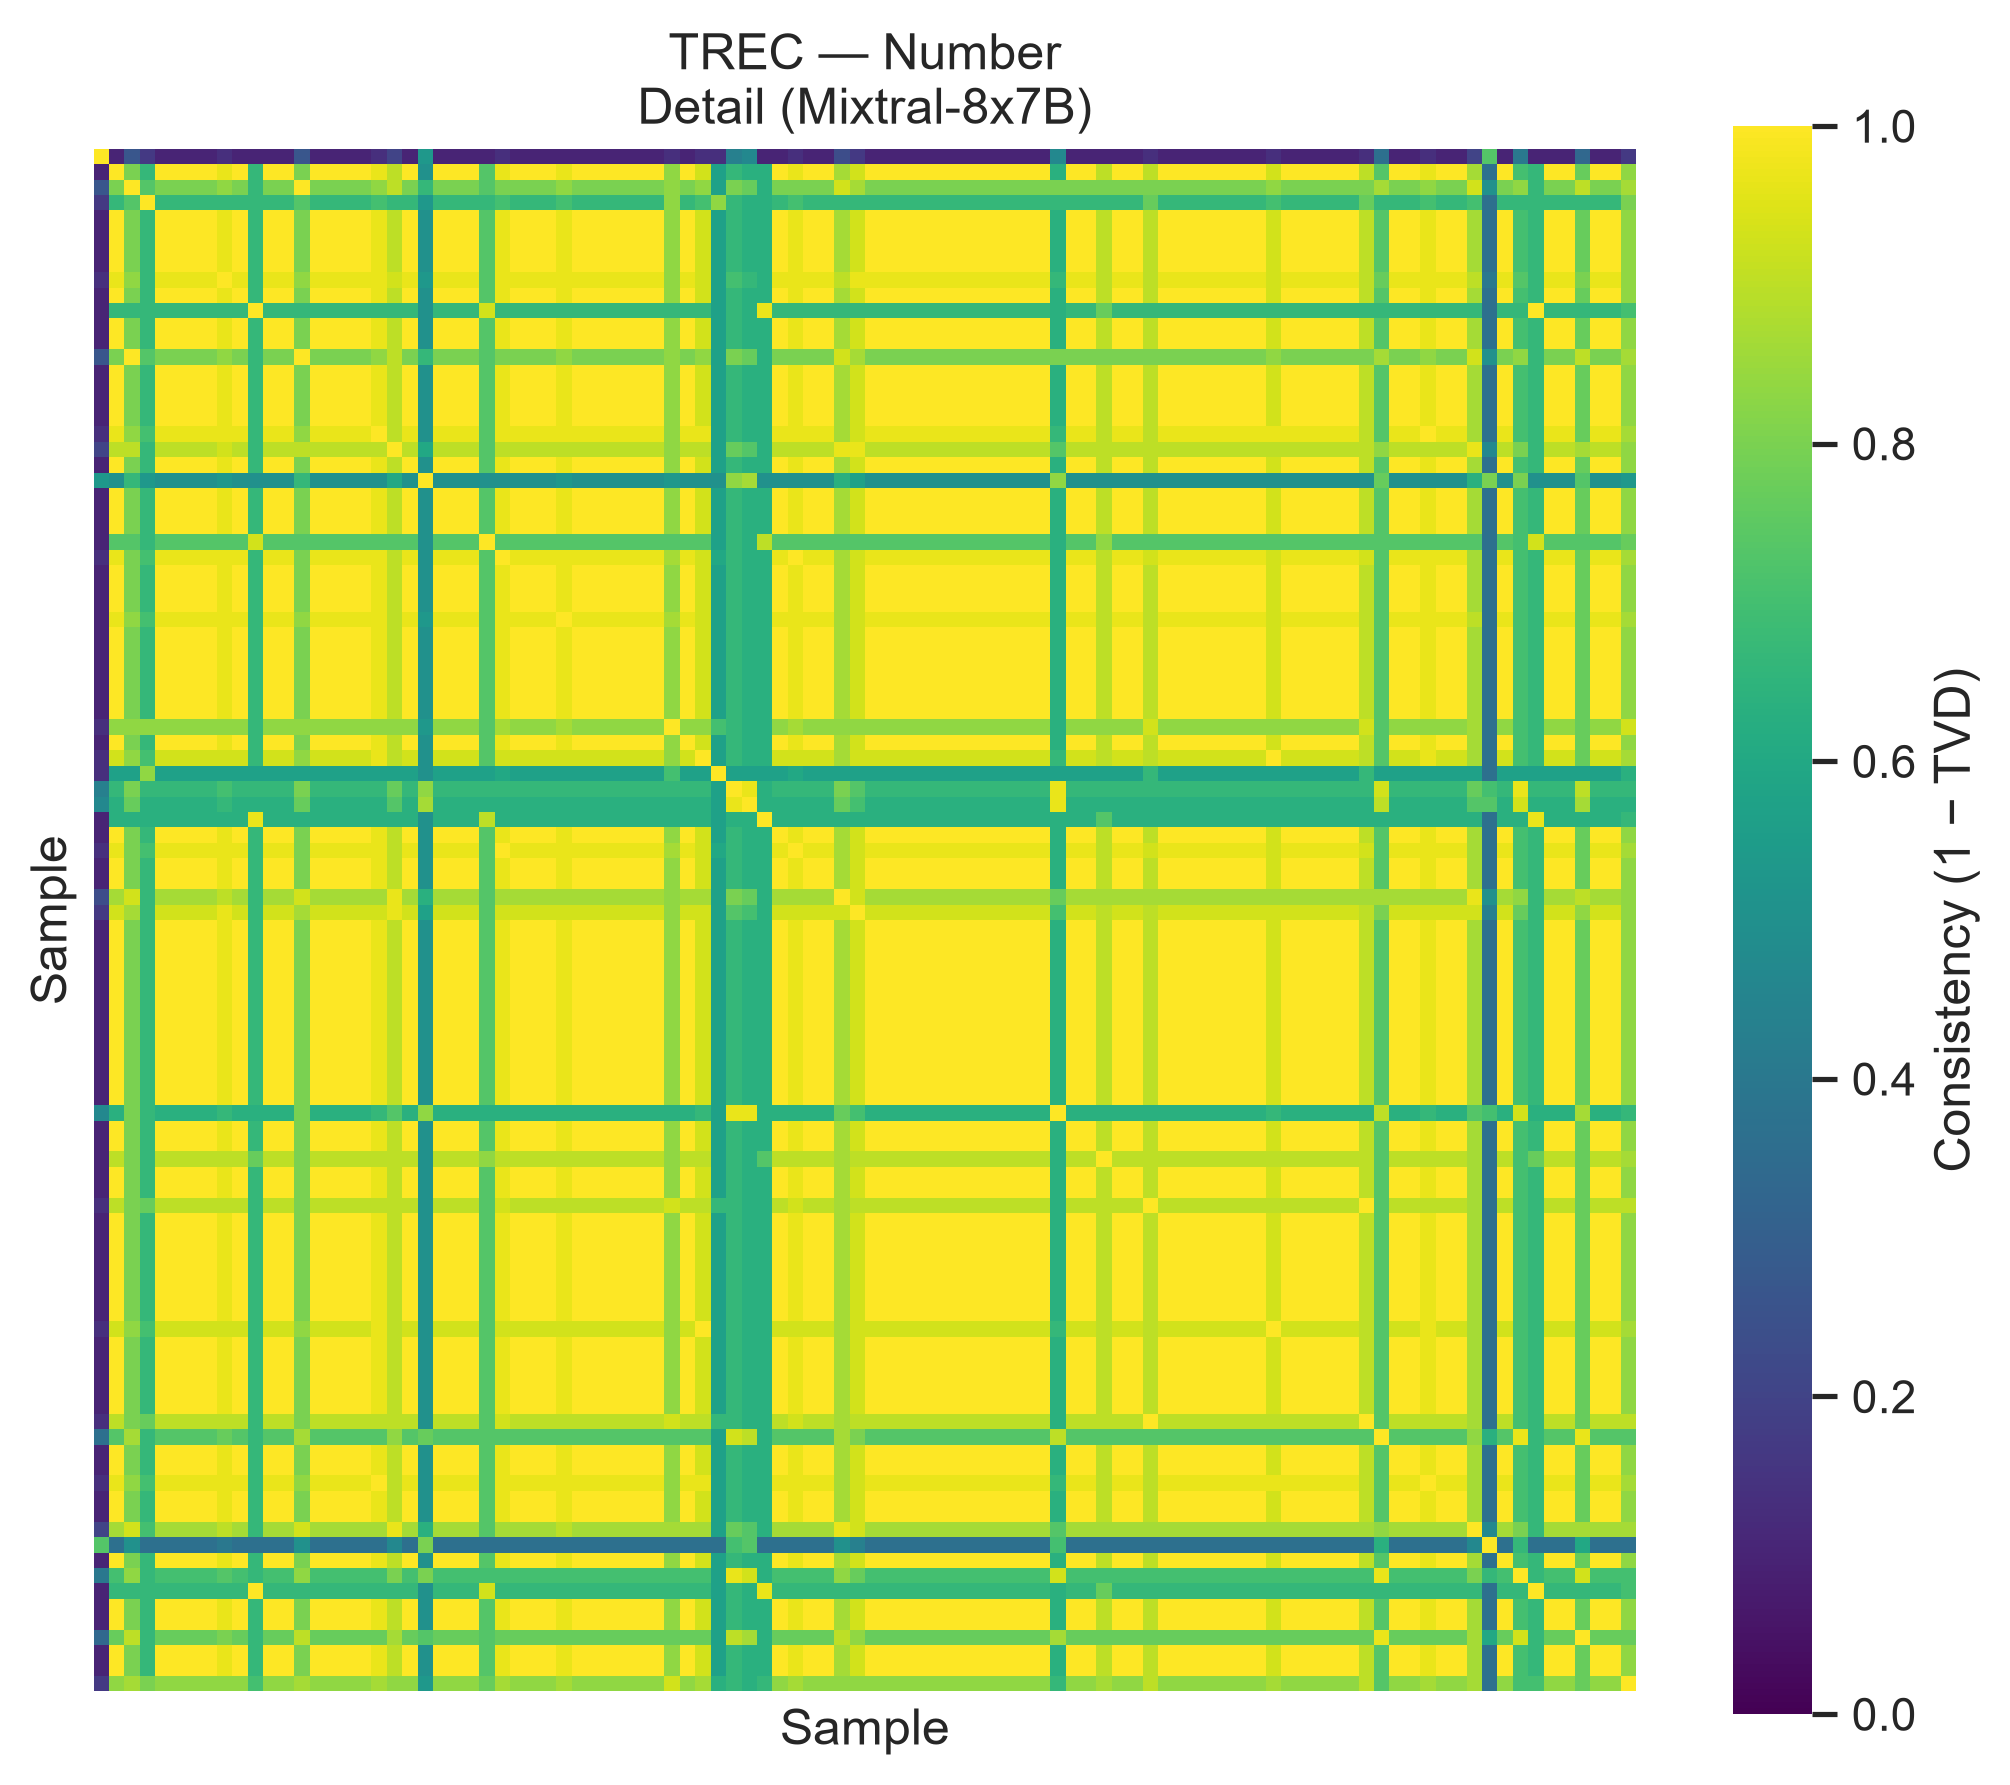 TREC — Number
Detail (Mixtral-8x7B)
Sample
Sample
1.0
0.8
0.6
0.4
0.2
0.0
Consistency (1 − TVD)